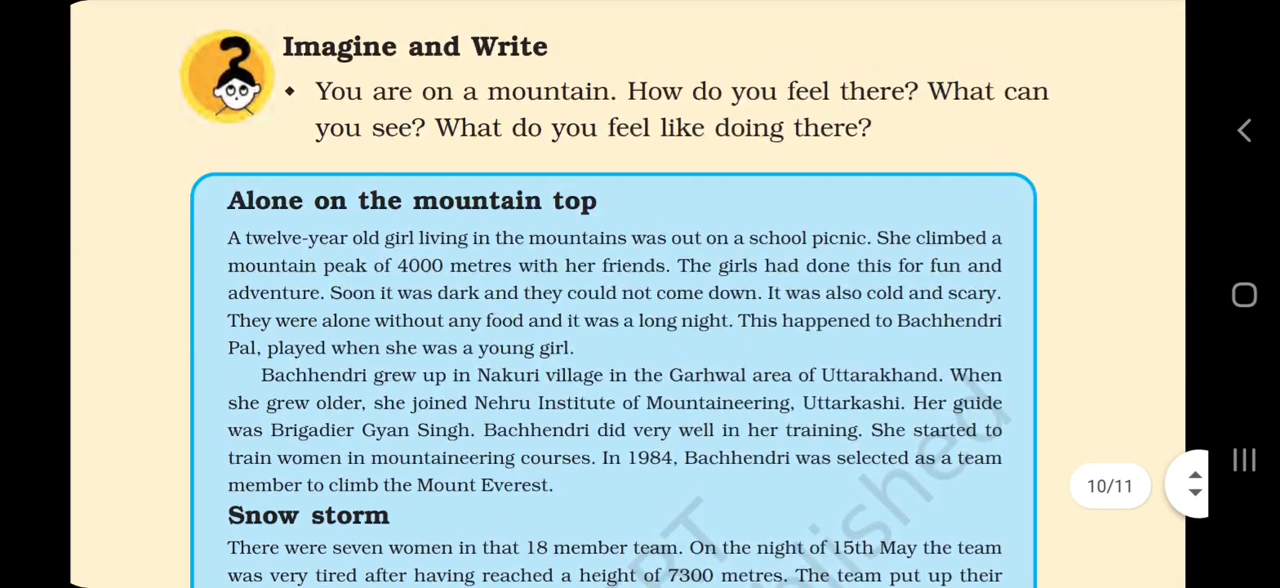 Imagine and Write
◆ You are on a mountain. How do you feel there? What can
you see? What do you feel like doing there?
Alone on the mountain top
A twelve-year old girl living in the mountains was out on a school picnic. She climbed a
mountain peak of 4000 metres with her friends. The girls had done this for fun and
adventure. Soon it was dark and they could not come down. It was also cold and scary.
They were alone without any food and it was a long night. This happened to Bachhendri
Pal, played when she was a young girl.
Bachhendri grew up in Nakuri village in the Garhwal area of Uttarakhand. When
she grew older, she joined Nehru Institute of Mountaineering, Uttarkashi. Her guide
was Brigadier Gyan Singh. Bachhendri did very well in her training. She started to
train women in mountaineering courses. In 1984, Bachhendri was selected as a team
member to climb the Mount Everest.
Snow storm
There were seven women in that 18 member team. On the night of 15th May the team
was very tired after having reached a height of 7300 metres. The team put up their
10/11